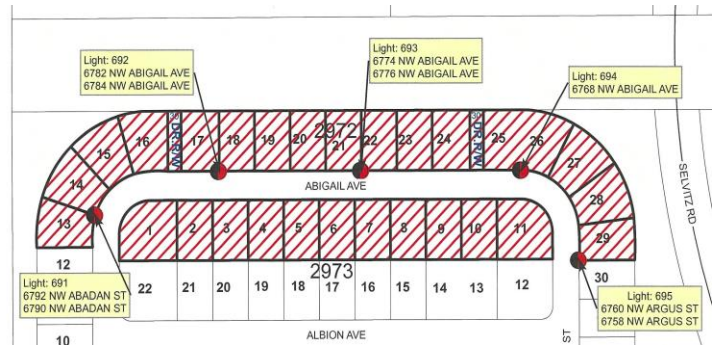 Light: 692
6782 NW ABIGAIL AVE
6784 NW ABIGAIL AVE
Light: 693
6774 NW ABIGAIL AVE
6776 NW ABIGAIL AVE
Light: 694
6768 NW ABIGAIL AVE
2972
16
DR.R/W
17
18
19
20
21
22
23
24
DR.R/W
25
26
27
28
29
15
14
13
ABIGAIL AVE
SELVITZ RD
1
2
3
4
5
6
7
8
9
10
11
2973
12
22
21
20
19
18
17
16
15
14
13
12
30
Light: 691
6792 NW ABADAN ST
6790 NW ABADAN ST
Light: 695
6760 NW ARGUS ST
6758 NW ARGUS ST
10
ALBION AVE
ST